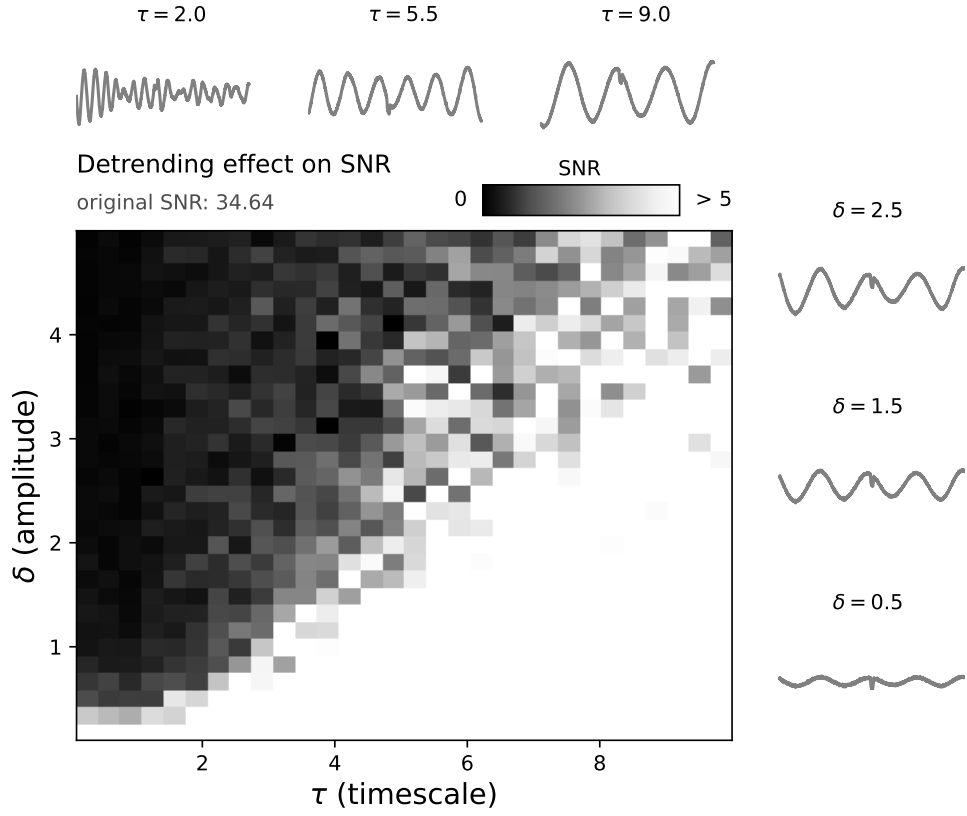 τ = 2.0 τ = 5.5 τ = 9.0
Detrending effect on SNR
original SNR: 34.64
SNR
0 > 5
δ = 2.5
δ = 1.5
δ = 0.5
δ (amplitude)
4
3
2
1
2 4 6 8
τ (timescale)